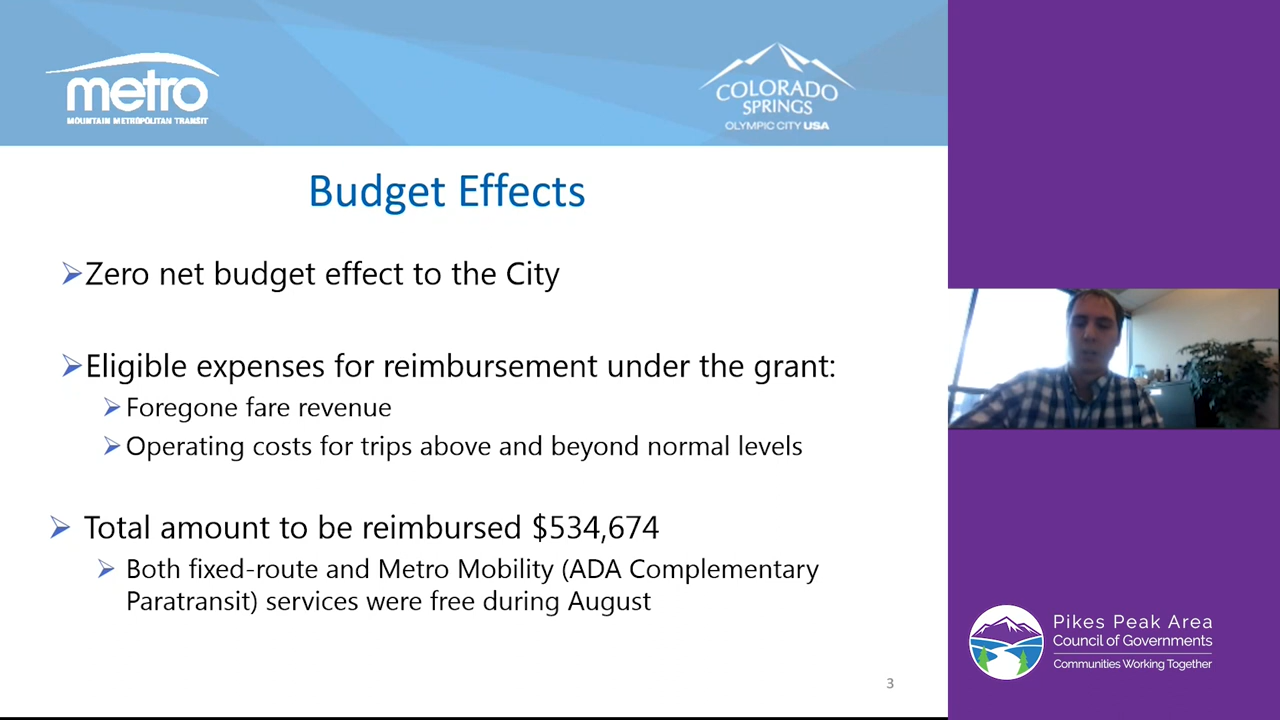 metro
MOUNTAIN METROPOLITAN TRANSIT
COLORADO
SPRINGS
OLYMPIC CITY USA
Budget Effects
Zero net budget effect to the City
Eligible expenses for reimbursement under the grant:
Foregone fare revenue
Operating costs for trips above and beyond normal levels
Total amount to be reimbursed $534,674
Both fixed-route and Metro Mobility (ADA Complementary
Paratransit) services were free during August
3
Pikes Peak Area
Council of Governments
Communities Working Together